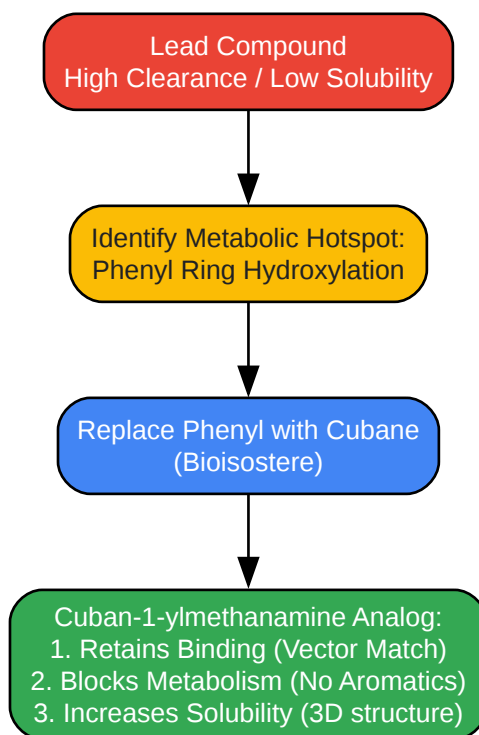 Lead Compound
High Clearance / Low Solubility
Identify Metabolic Hotspot:
Phenyl Ring Hydroxylation
Replace Phenyl with Cubane
(Bioisostere)
Cuban-1-ylmethanamine Analog:
1. Retains Binding (Vector Match)
2. Blocks Metabolism (No Aromatics)
3. Increases Solubility (3D structure)